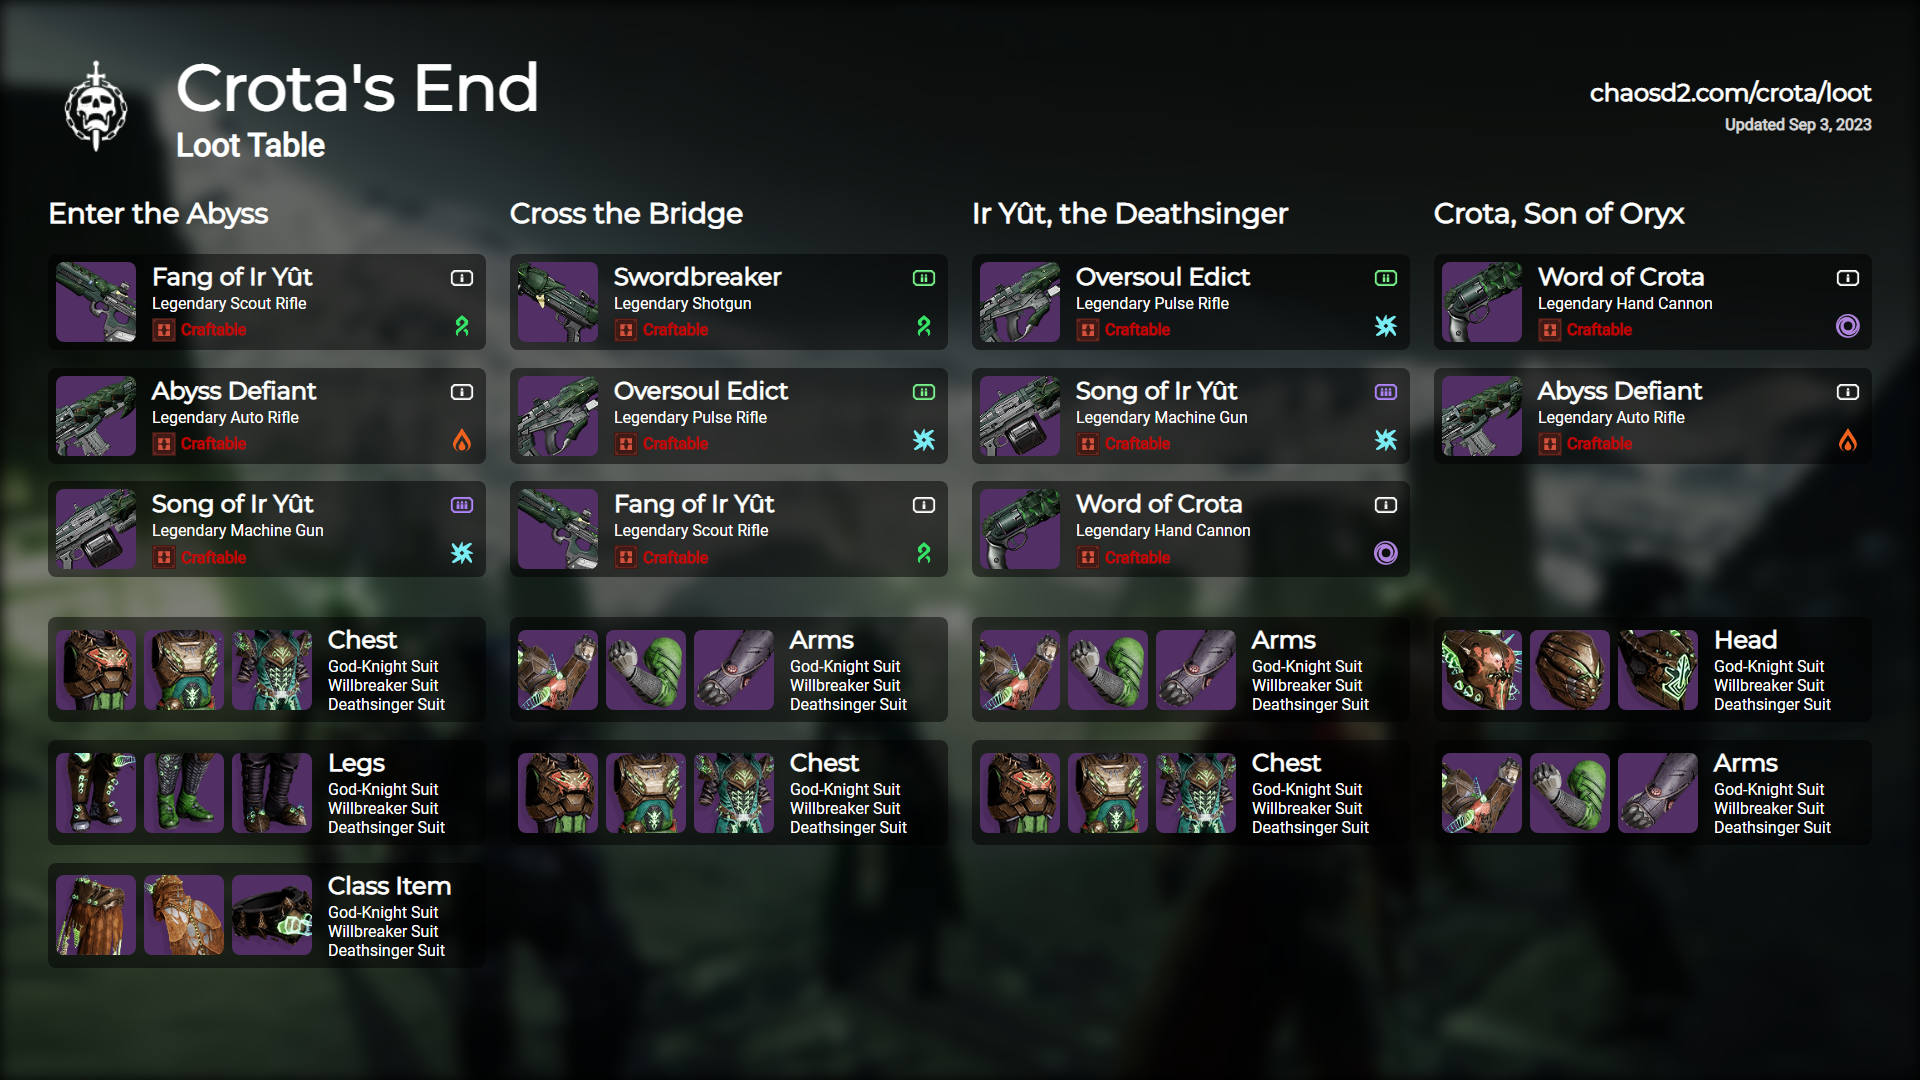 Crota's End
Loot Table
chaosd2.com/crota/loot
Updated Sep 3, 2023
Enter the Abyss
Fang of Ir Yût
Legendary Scout Rifle
Craftable
Abyss Defiant
Legendary Auto Rifle
Craftable
Song of Ir Yût
Legendary Machine Gun
Craftable
Chest
God-Knight Suit
Willbreaker Suit
Deathsinger Suit
Legs
God-Knight Suit
Willbreaker Suit
Deathsinger Suit
Class Item
God-Knight Suit
Willbreaker Suit
Deathsinger Suit
Cross the Bridge
Swordbreaker
Legendary Shotgun
Craftable
Oversoul Edict
Legendary Pulse Rifle
Craftable
Fang of Ir Yût
Legendary Scout Rifle
Craftable
Arms
God-Knight Suit
Willbreaker Suit
Deathsinger Suit
Chest
God-Knight Suit
Willbreaker Suit
Deathsinger Suit
Ir Yût, the Deathsinger
Oversoul Edict
Legendary Pulse Rifle
Craftable
Song of Ir Yût
Legendary Machine Gun
Craftable
Word of Crota
Legendary Hand Cannon
Craftable
Arms
God-Knight Suit
Willbreaker Suit
Deathsinger Suit
Chest
God-Knight Suit
Willbreaker Suit
Deathsinger Suit
Crota, Son of Oryx
Word of Crota
Legendary Hand Cannon
Craftable
Abyss Defiant
Legendary Auto Rifle
Craftable
Head
God-Knight Suit
Willbreaker Suit
Deathsinger Suit
Arms
God-Knight Suit
Willbreaker Suit
Deathsinger Suit